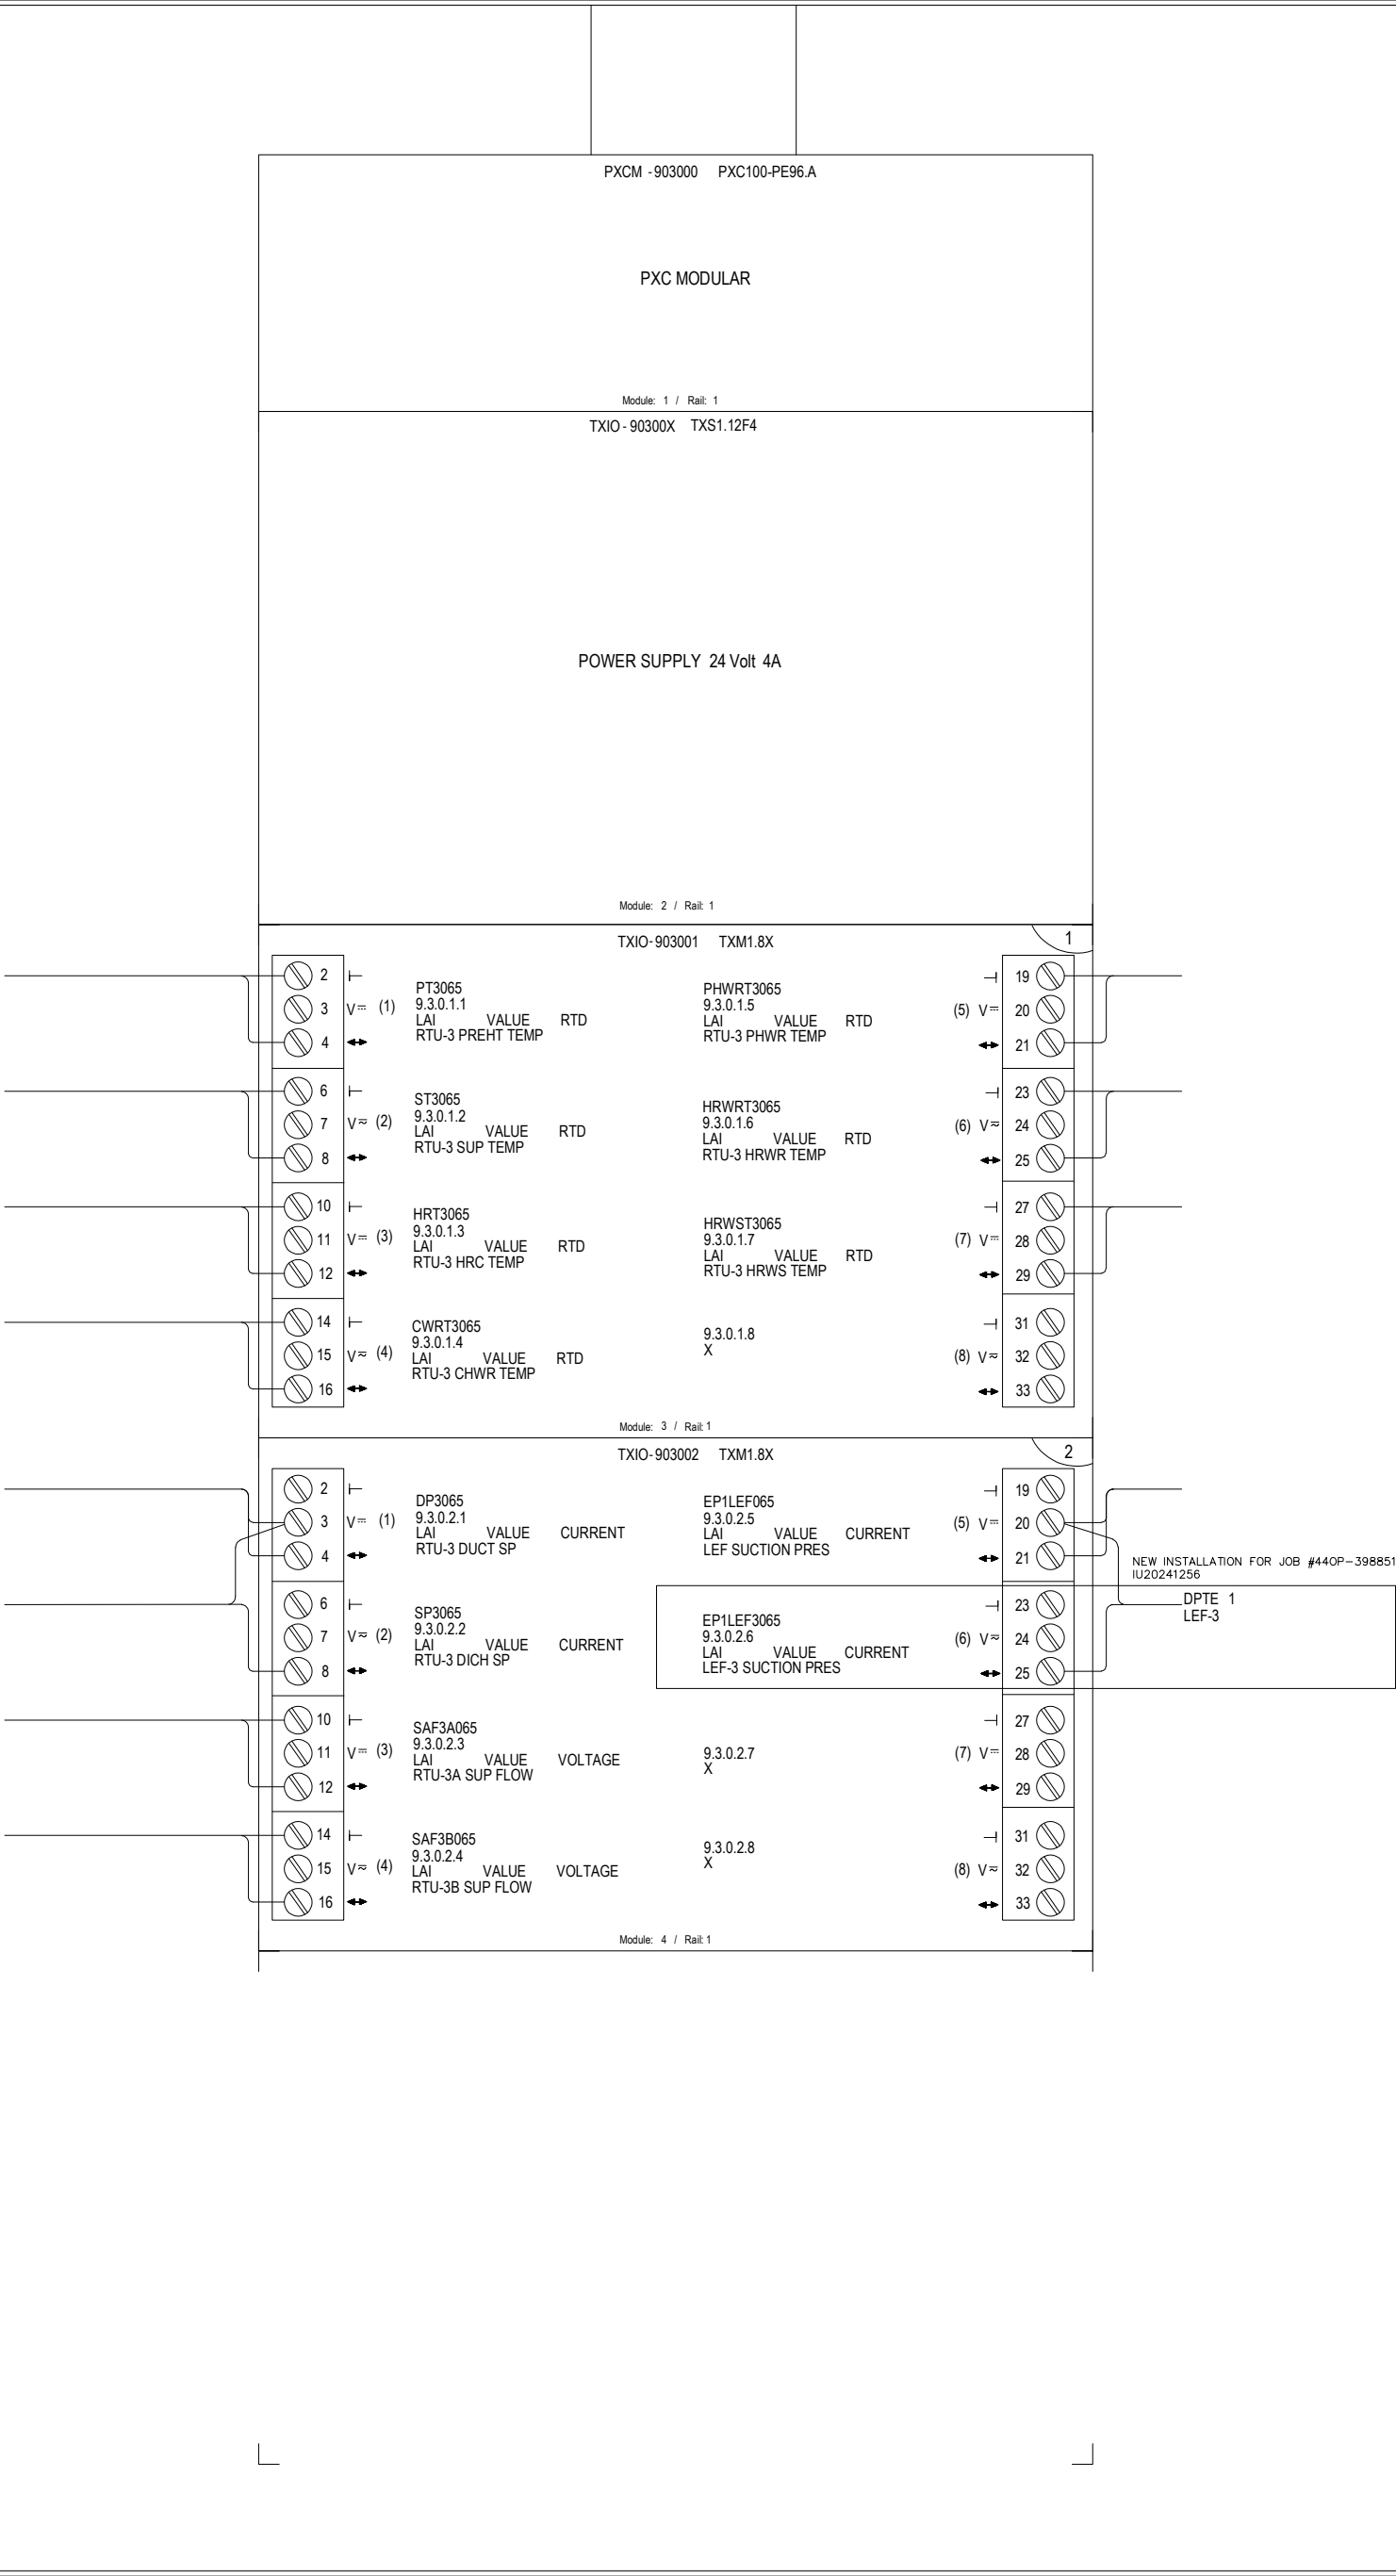 PXCM - 903000 PXC100-PE96.A
PXC MODULAR
Module: 1 / Rail: 1
TXIO - 90300X TXS1.12F4
POWER SUPPLY 24 Volt 4A
Module: 2 / Rail: 1
TXIO- 903001 TXM1.8X
1
2
3 V (1)
4
PT3065
9.3.0.1.1
LAI VALUE RTD
RTU-3 PREHT TEMP
PHWRT3065
9.3.0.1.5
LAI VALUE RTD
RTU-3 PHWR TEMP
19
(5) V 20
21
6
7 V (2)
8
ST3065
9.3.0.1.2
LAI VALUE RTD
RTU-3 SUP TEMP
HRWRT3065
9.3.0.1.6
LAI VALUE RTD
RTU-3 HRWR TEMP
23
(6) V 24
25
10
11 V (3)
12
HRT3065
9.3.0.1.3
LAI VALUE RTD
RTU-3 HRC TEMP
HRWST3065
9.3.0.1.7
LAI VALUE RTD
RTU-3 HRWS TEMP
27
(7) V 28
29
14
15 V (4)
16
CWRT3065
9.3.0.1.4
LAI VALUE RTD
RTU-3 CHWR TEMP
9.3.0.1.8
X
31
(8) V 32
33
Module: 3 / Rail: 1
TXIO- 903002 TXM1.8X
2
2
3 V (1)
4
DP3065
9.3.0.2.1
LAI VALUE CURRENT
RTU-3 DUCT SP
EP1LEF065
9.3.0.2.5
LAI VALUE CURRENT
LEF SUCTION PRES
19
(5) V 20
21
NEW INSTALLATION FOR JOB #44OP-398851
IU20241256
6
7 V (2)
8
SP3065
9.3.0.2.2
LAI VALUE CURRENT
RTU-3 DICH SP
EP1LEF3065
9.3.0.2.6
LAI VALUE CURRENT
LEF-3 SUCTION PRES
23
(6) V 24
25
DPTE 1
LEF-3
10
11 V (3)
12
SAF3A065
9.3.0.2.3
LAI VALUE VOLTAGE
RTU-3A SUP FLOW
9.3.0.2.7
X
27
(7) V 28
29
14
15 V (4)
16
SAF3B065
9.3.0.2.4
LAI VALUE VOLTAGE
RTU-3B SUP FLOW
9.3.0.2.8
X
31
(8) V 32
33
Module: 4 / Rail: 1